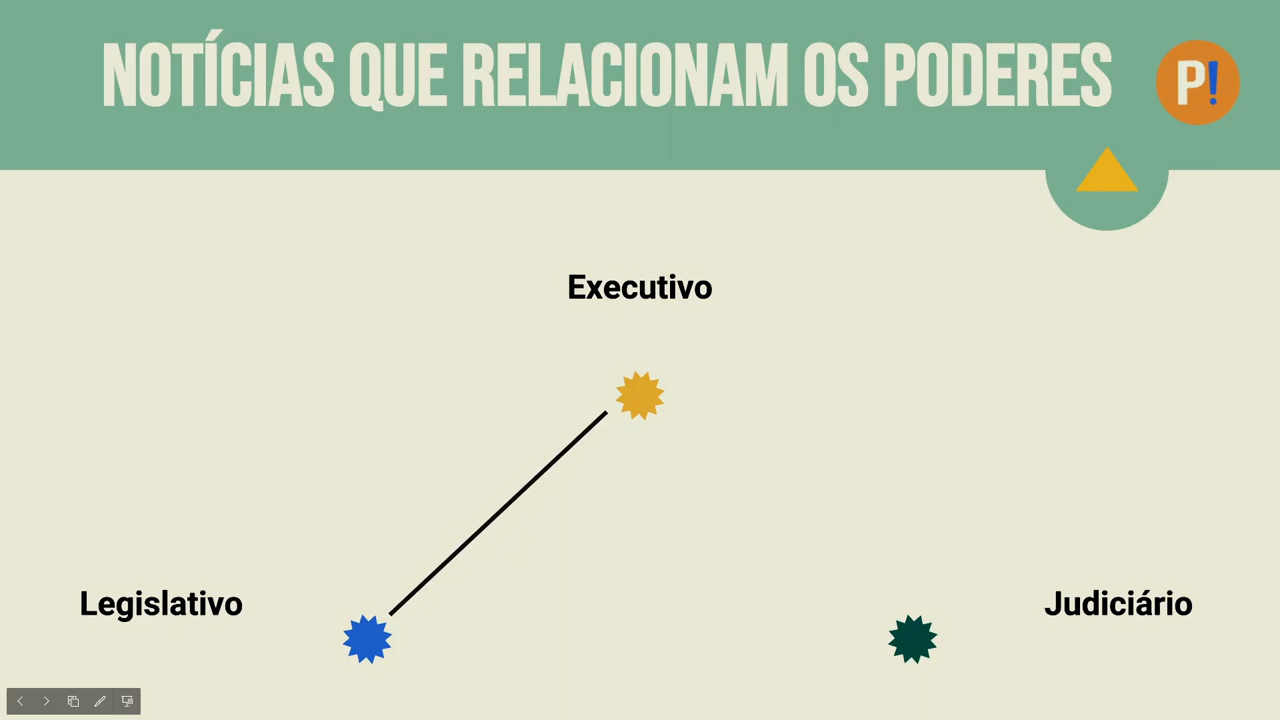 NOTÍCIAS QUE RELACIONAM OS PODERES
P!
Executivo
Legislativo
Judiciário